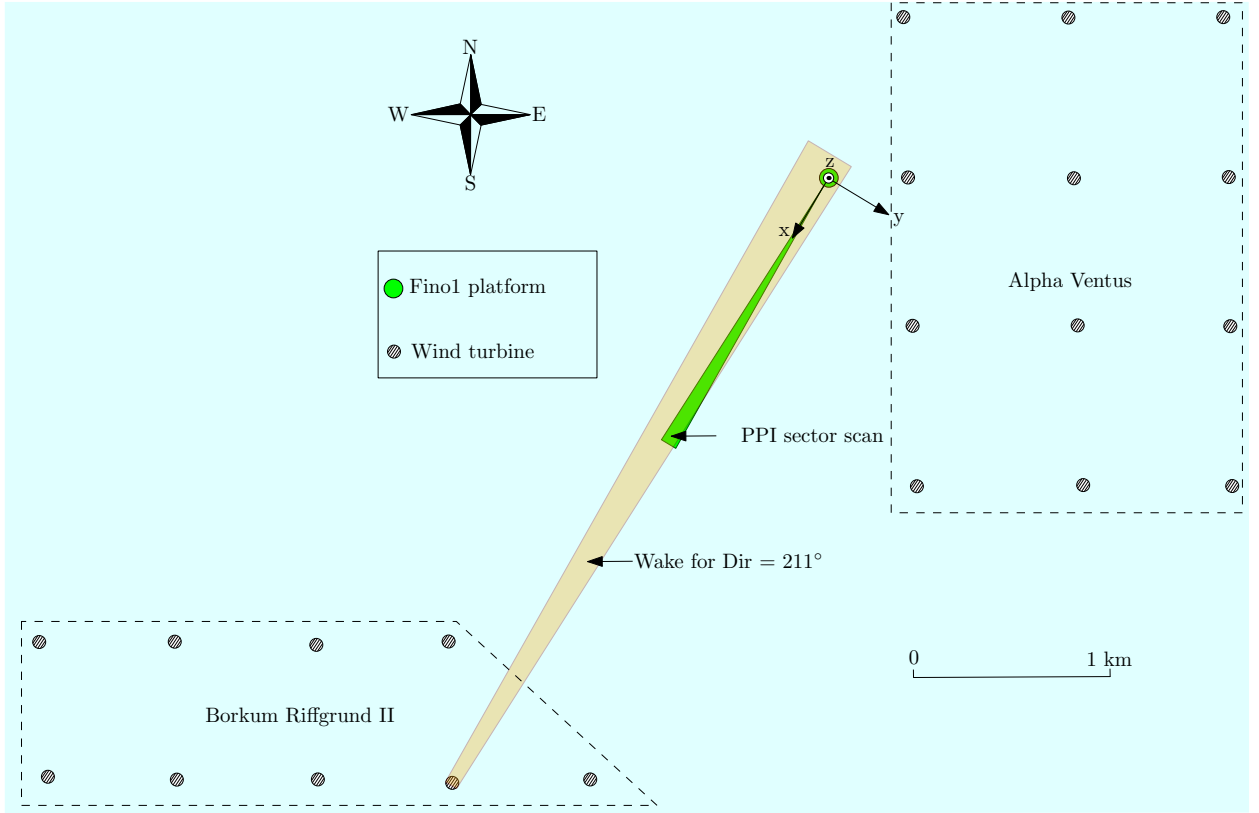 N
W
E
S
z
y
x
Fino1 platform
Wind turbine
Alpha Ventus
PPI sector scan
Wake for Dir = 211°
0
1 km
Borkum Riffgrund II